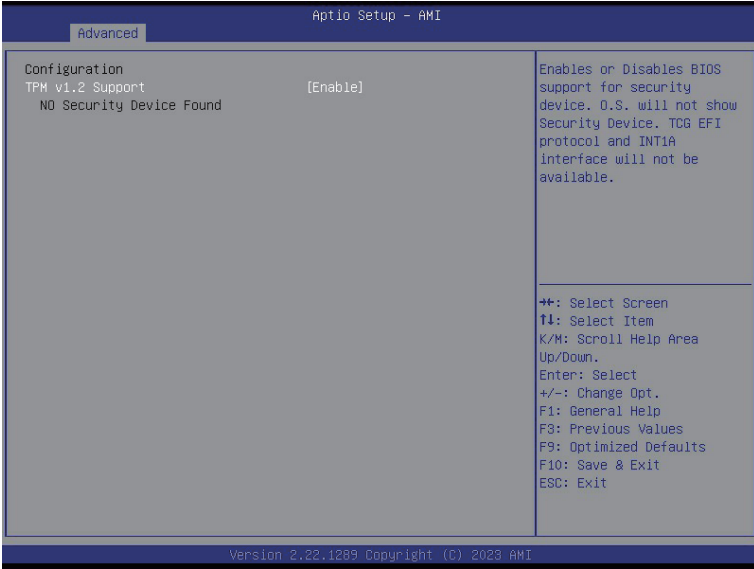 Aptio Setup – AMI
Advanced
Configuration
TPM v1.2 Support [Enable]
NO Security Device Found
Enables or Disables BIOS
support for security
device. O.S. will not show
Security Device. TCG EFI
protocol and INT1A
interface will not be
available.
→←: Select Screen
↑↓: Select Item
K/M: Scroll Help Area
Up/Down.
Enter: Select
+/-: Change Opt.
F1: General Help
F3: Previous Values
F9: Optimized Defaults
F10: Save & Exit
ESC: Exit
Version 2.22.1289 Copyright (C) 2023 AMI